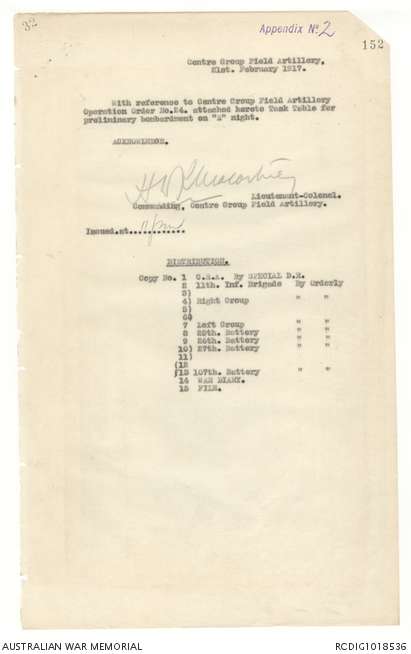 32
Appendix No 2
152
Centre Group Field Artillery,
21st. February 1917.
With reference to Centre Group Field Artillery
Operation Order No.24. attached hereto Task Table for
preliminary bombardment on "Z" night.
ACKNOWLEDGE.
Lieutenant-Colonel.
Commanding, Centre Group Field Artillery.
Issued.at............
DISTRIBUTION.
Copy No. 1 C.R.A. By SPECIAL D.R.
2 11th. Inf. Brigade By Orderly
3)
4) Right Group " "
5)
6)
7 Left Group " "
8 25th. Battery " "
9 26th. Battery " "
10) 27th. Battery " "
11)
(12
(13 107th. Battery " "
14 WAR DIARY.
15 FILE.
AUSTRALIAN WAR MEMORIAL
RCDIG1018536